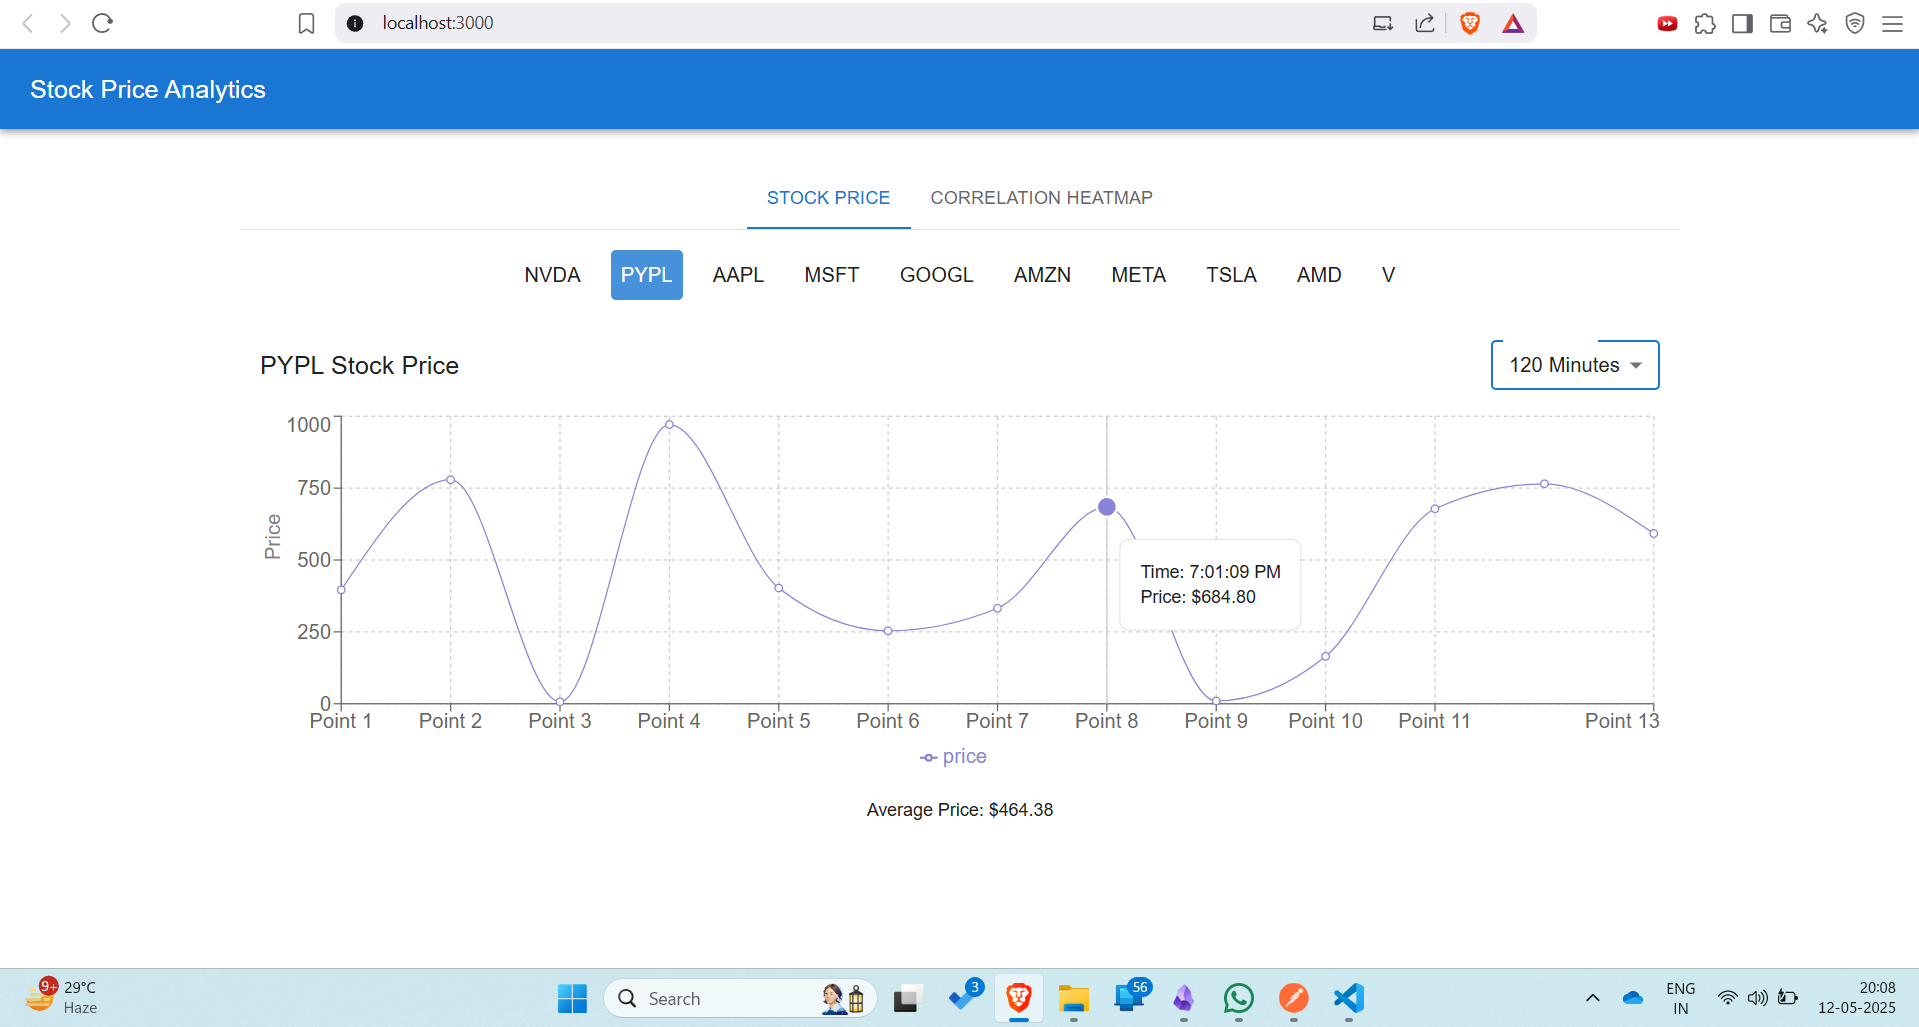 localhost:3000
Stock Price Analytics
STOCK PRICE CORRELATION HEATMAP
NVDA PYPL AAPL MSFT GOOGL AMZN META TSLA AMD V
PYPL Stock Price
120 Minutes
1000
750
500
250
0
Price
Time: 7:01:09 PM
Price: $684.80
Point 1 Point 2 Point 3 Point 4 Point 5 Point 6 Point 7 Point 8 Point 9 Point 10 Point 11 Point 13
price
Average Price: $464.38
9+
29°C
Haze
Search
3
56
ENG
IN
20:08
12-05-2025